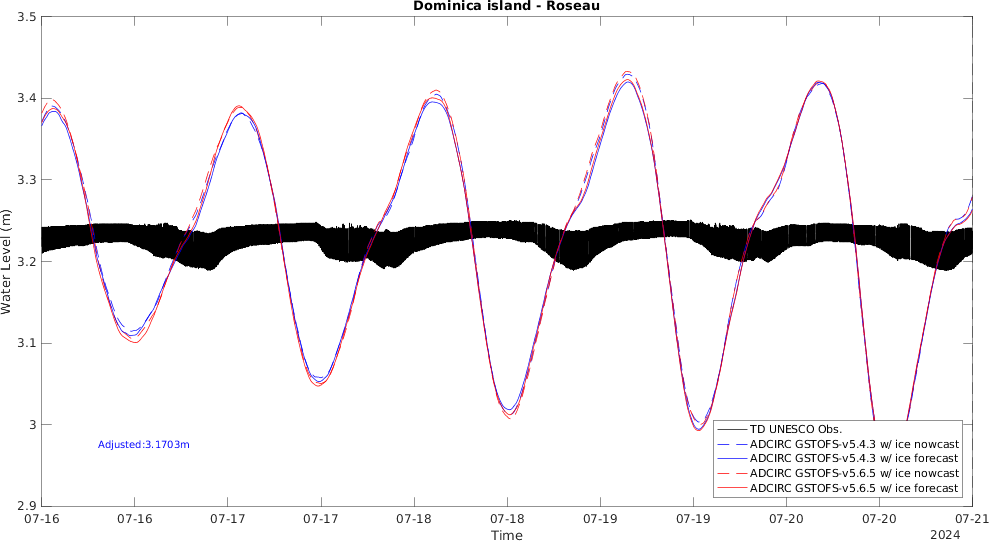 Dominica island - Roseau
3.5
3.4
3.3
3.2
3.1
3
2.9
Water Level (m)
Adjusted:3.1703m
TD UNESCO Obs.
ADCIRC GSTOFS-v5.4.3 w/ ice nowcast
ADCIRC GSTOFS-v5.4.3 w/ ice forecast
ADCIRC GSTOFS-v5.6.5 w/ ice nowcast
ADCIRC GSTOFS-v5.6.5 w/ ice forecast
07-16 07-16 07-17 07-17 07-18 07-18 07-19 07-19 07-20 07-20 07-21
Time
2024